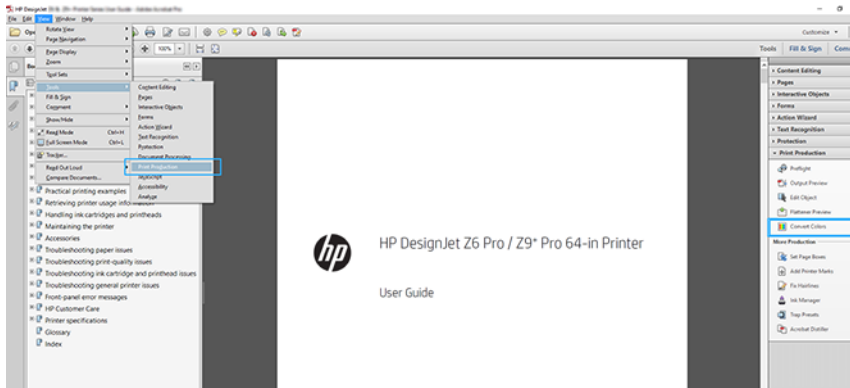 HP DesignJet
Adobe Acrobat Pro
File Edit View Window Help
Customize
100%
Tools Fill & Sign
Rotate View
Page Navigation
Page Display
Zoom
Tool Sets
Tools
Fill & Sign
Comment
Show/Hide
Read Mode Ctrl+H
Full Screen Mode Ctrl+L
Tracker...
Read Out Loud
Compare Documents...
Content Editing
Pages
Interactive Objects
Forms
Action Wizard
Text Recognition
Protection
Document Processing
Print Production
JavaScript
Accessibility
Analyze
Practical printing examples
Retrieving printer usage information
Handling ink cartridges and printheads
Maintaining the printer
Accessories
Troubleshooting paper issues
Troubleshooting print-quality issues
Troubleshooting ink cartridge and printhead issues
Troubleshooting general printer issues
Front-panel error messages
HP Customer Care
Printer specifications
Glossary
Index
hp
HP DesignJet Z6 Pro / Z9⁺ Pro 64-in Printer
User Guide
Content Editing
Pages
Interactive Objects
Forms
Action Wizard
Text Recognition
Protection
Print Production
Preflight
Output Preview
Edit Object
Flattener Preview
Convert Colors
More Production
Set Page Boxes
Add Printer Marks
Fix Hairlines
Ink Manager
Trap Presets
Acrobat Distiller